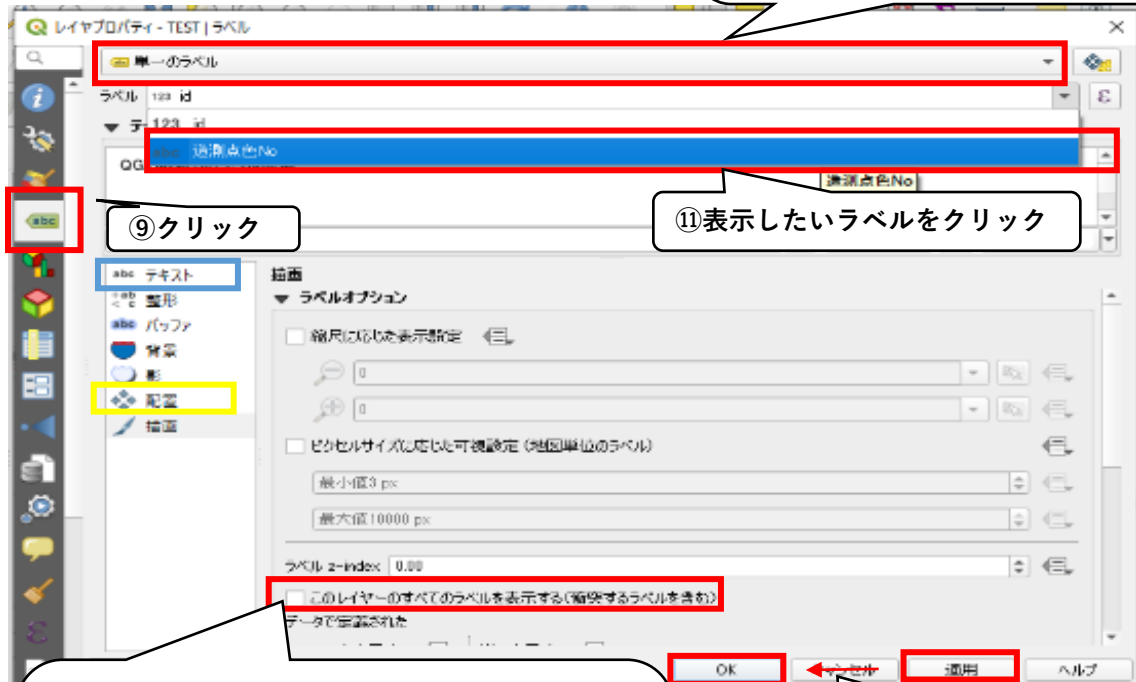 レイヤプロパティ - TEST | ラベル
単一のラベル
ラベル 123 id
ε
123 id
abc 追測点色No
追測点色No
⑨クリック
⑪表示したいラベルをクリック
abc
abc テキスト
整形
abc バッファ
背景
影
配置
描画
描画
ラベルオプション
縮尺に応じた表示設定
0
0
ピクセルサイズに応じた可視設定(地図単位のラベル)
最小値3 px
最大値10000 px
ラベル z-index 0.00
このレイヤーのすべてのラベルを表示する(衝突するラベルを含む)
データで定義された
OK
キャンセル
適用
ヘルプ